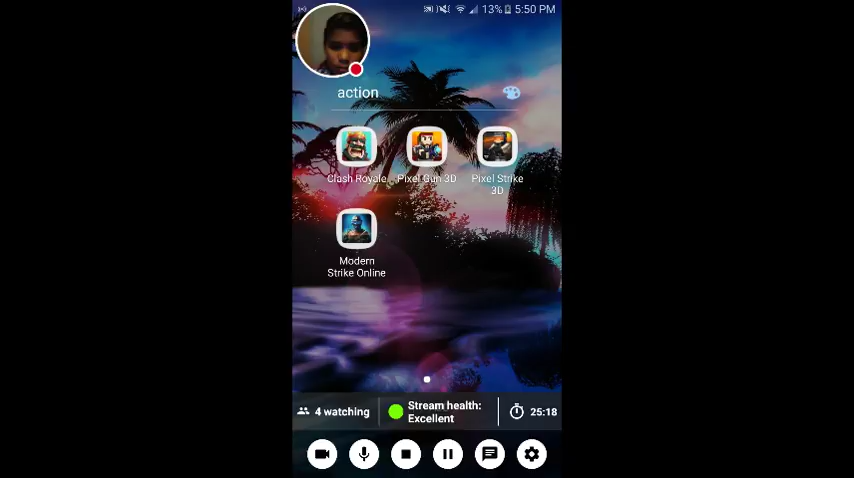 13% 5:50 PM
action
Clash Royale
Pixel Gun 3D
Pixel Strike
3D
Modern
Strike Online
4 watching
Stream health:
Excellent
25:18